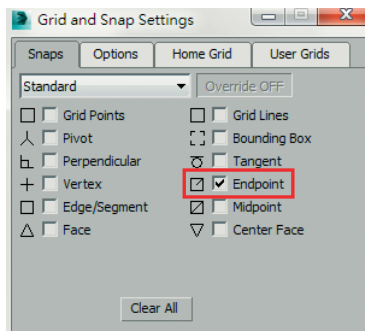 Grid and Snap Settings
Snaps Options Home Grid User Grids
Standard Override OFF
Grid Points Grid Lines
Pivot Bounding Box
Perpendicular Tangent
Vertex Endpoint
Edge/Segment Midpoint
Face Center Face
Clear All